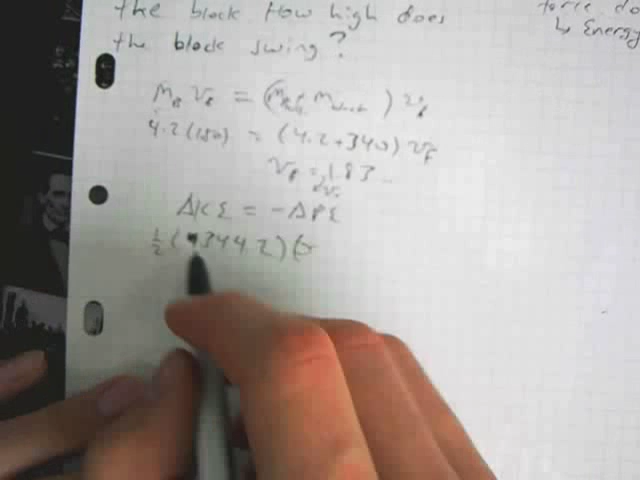 the block How high does
the block swing?
force do
↳ Energy
m_B v_B = (m_B + m_block) v_f
4.2(150) = (4.2+340) v_f
v_f = 1.83
ΔKE = -ΔPE
1/2 (344.2)(